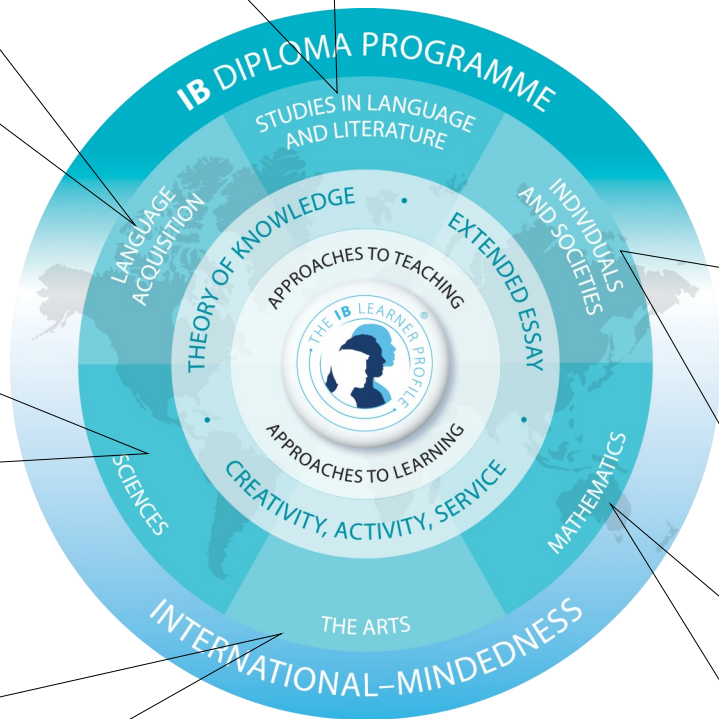 IB DIPLOMA PROGRAMME
STUDIES IN LANGUAGE
AND LITERATURE
LANGUAGE
ACQUISITION
INDIVIDUALS
AND SOCIETIES
THEORY OF KNOWLEDGE •
EXTENDED ESSAY •
APPROACHES TO TEACHING
THE IB LEARNER PROFILE ®
APPROACHES TO LEARNING
• CREATIVITY, ACTIVITY, SERVICE
SCIENCES
MATHEMATICS
THE ARTS
INTERNATIONAL–MINDEDNESS